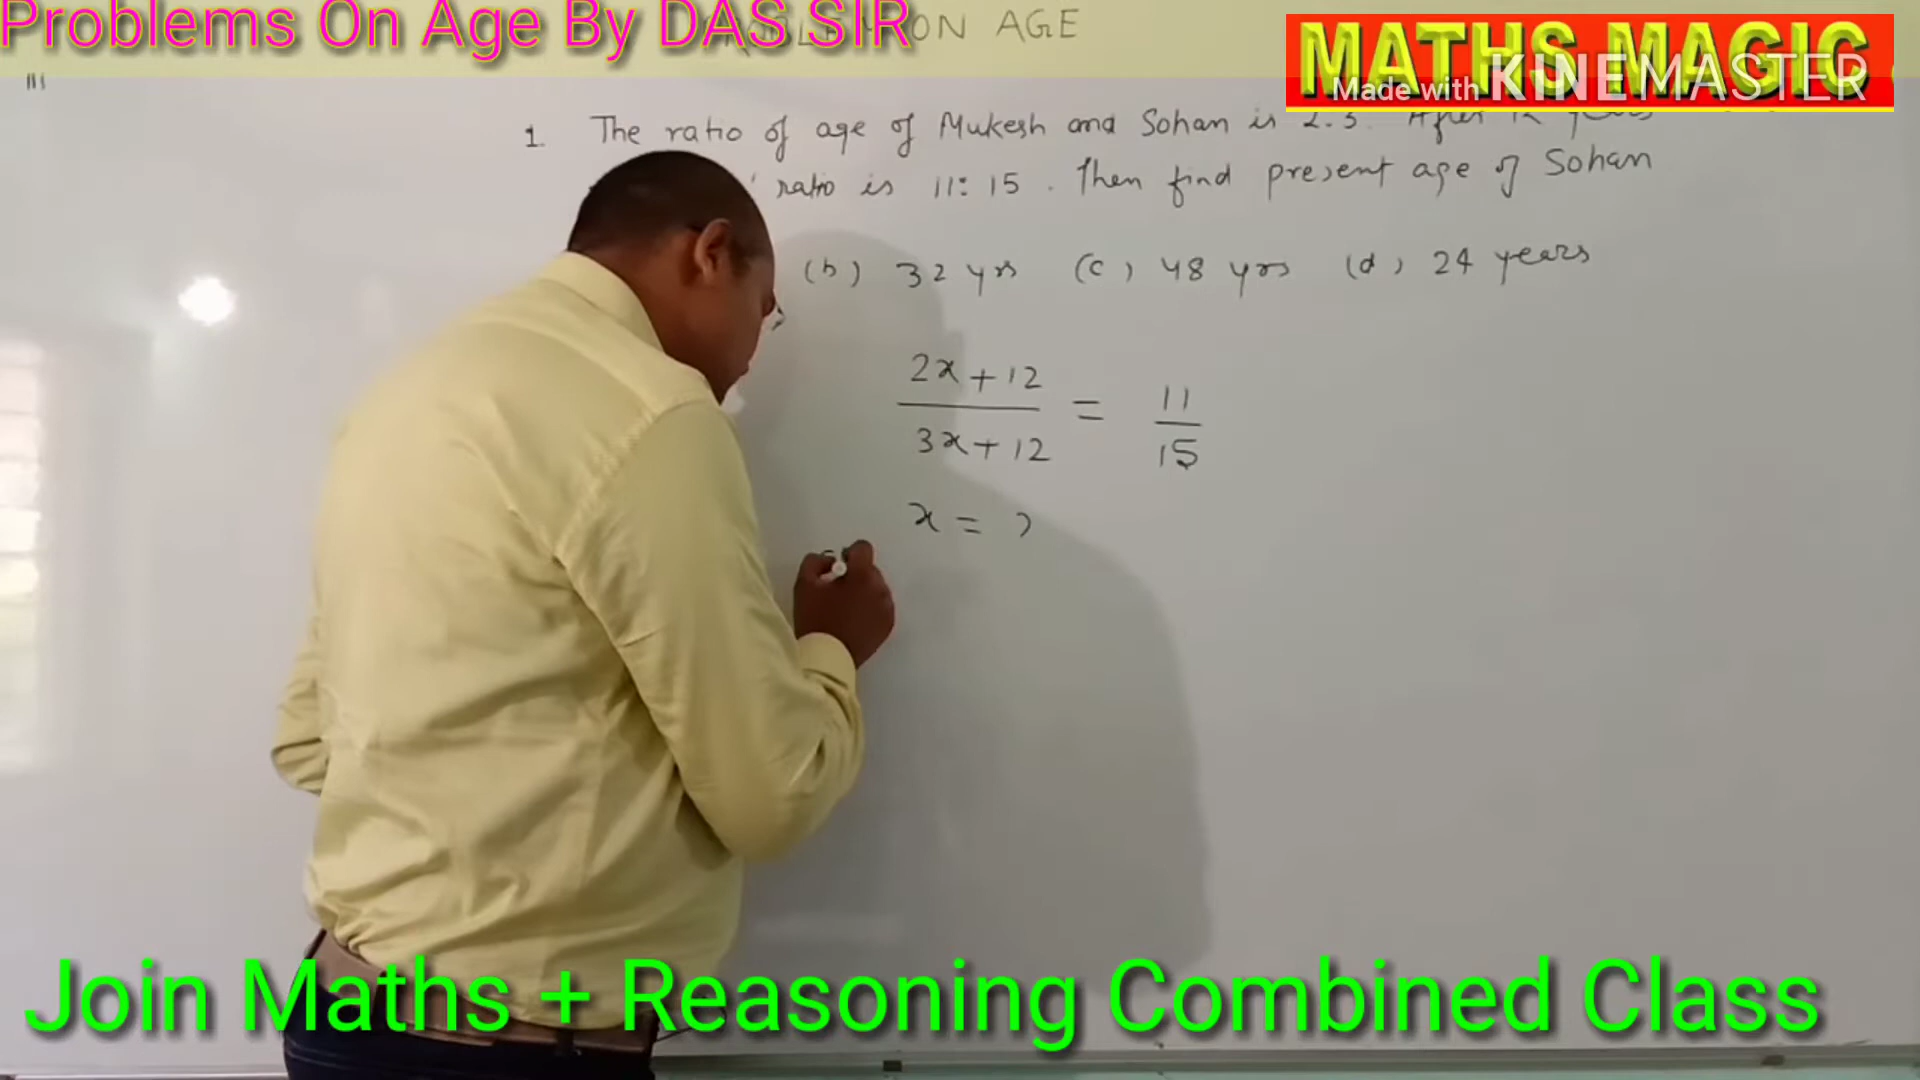 Problems On Age By DAS SIR
ON AGE
MATHS MAGIC
Made with KINEMASTER
1. The ratio of age of Mukesh and Sohan is 2:3. After 12 years
ratio is 11:15. Then find present age of Sohan
(b) 32 yrs (c) 48 yrs (d) 24 years
2x+12
3x+12
=
11
15
x = ?
Join Maths + Reasoning Combined Class